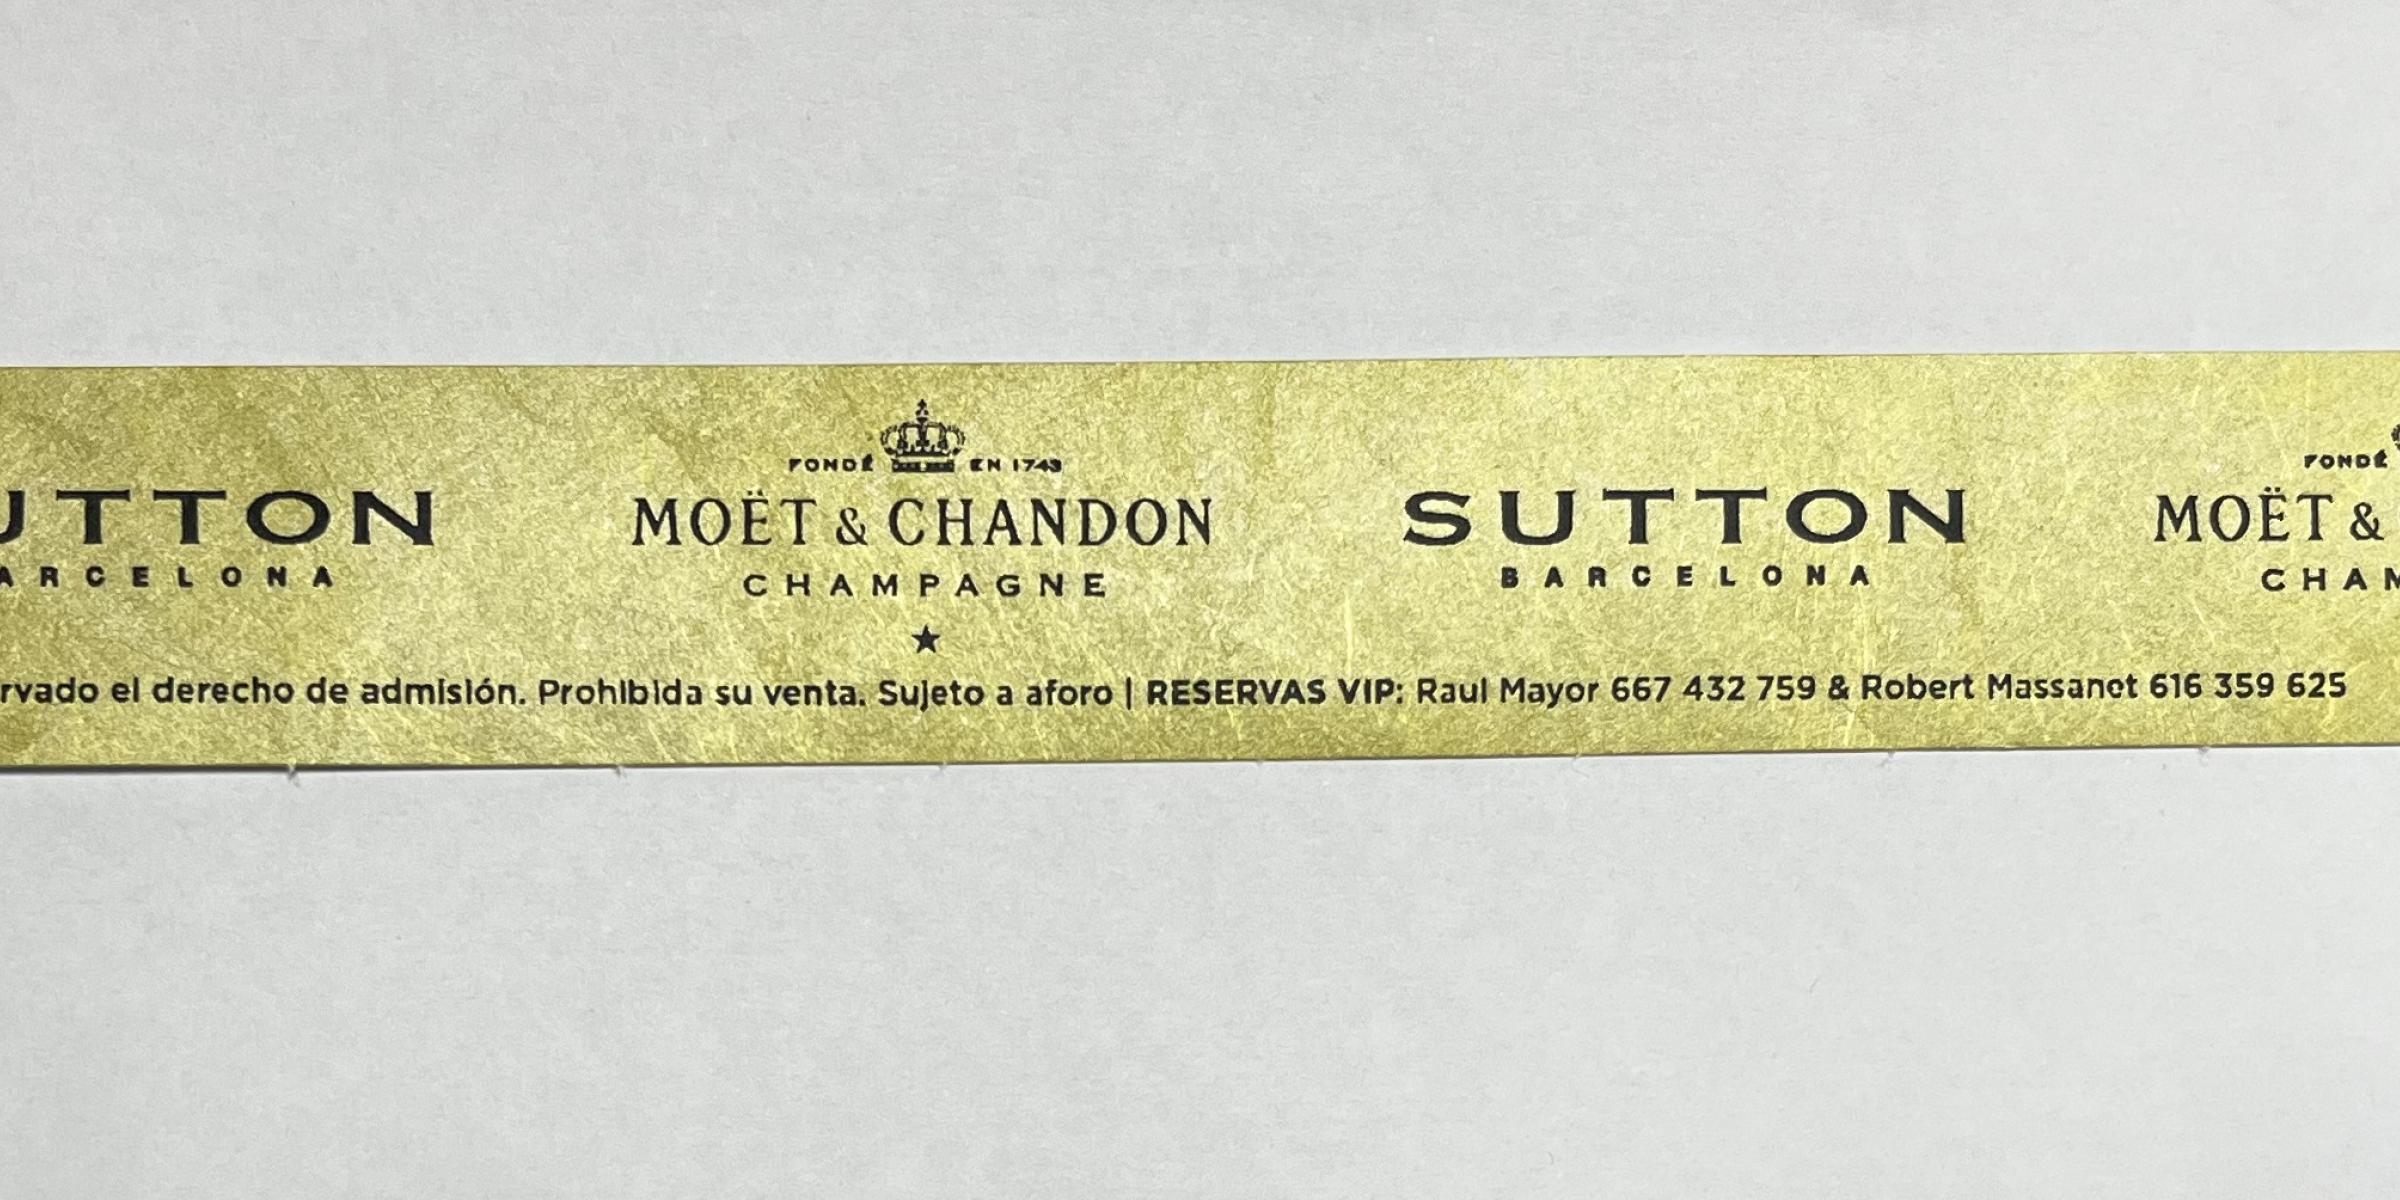 FONDÉ EN 1743 FONDÉ
UTTON MOËT & CHANDON SUTTON MOËT &
ARCELONA CHAMPAGNE BARCELONA CHAM
rvado el derecho de admisión. Prohibida su venta. Sujeto a aforo | RESERVAS VIP: Raul Mayor 667 432 759 & Robert Massanet 616 359 625